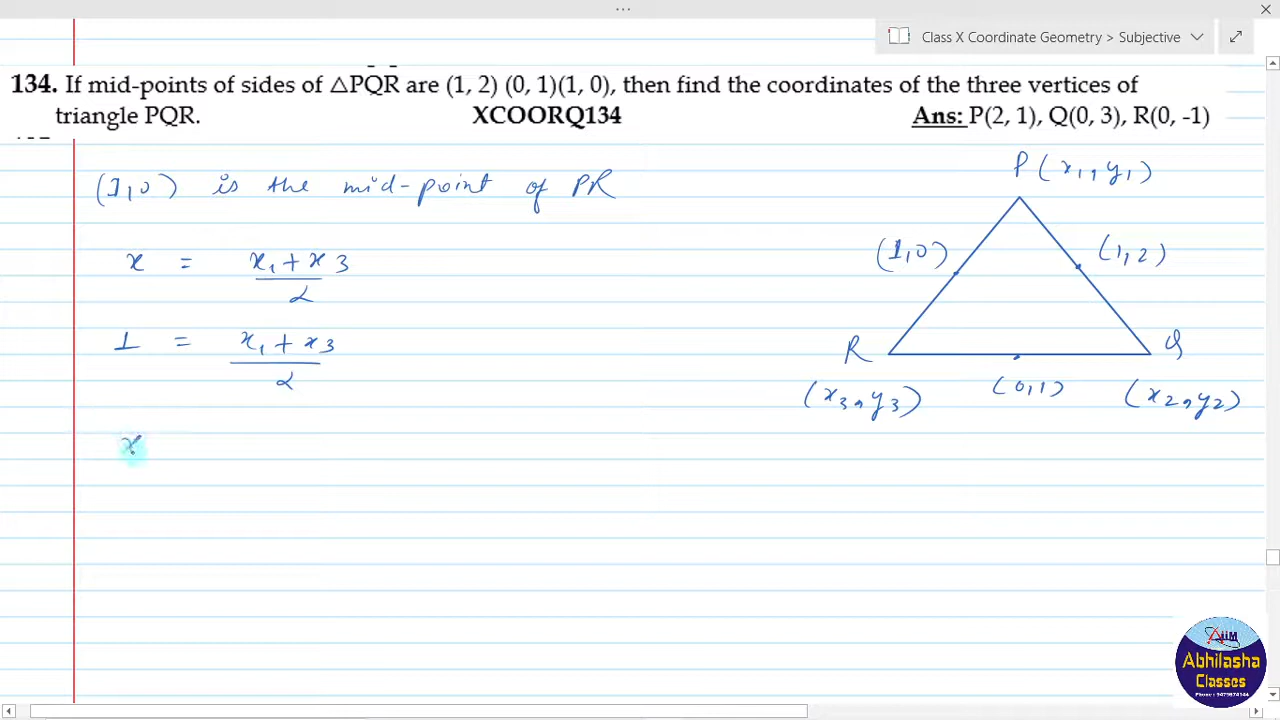 ...
Class X Coordinate Geometry > Subjective
134. If mid-points of sides of △PQR are (1, 2) (0, 1)(1, 0), then find the coordinates of the three vertices of
triangle PQR. XCOORQ134 Ans: P(2, 1), Q(0, 3), R(0, -1)
P(x₁, y₁)
(1,0) is the mid-point of PR
(1,0) (1,2)
x = x₁ + x₃
2
1 = x₁ + x₃
2
R Q
(0,1)
(x₃, y₃) (x₂, y₂)
x
AIIM
Abhilasha
Classes